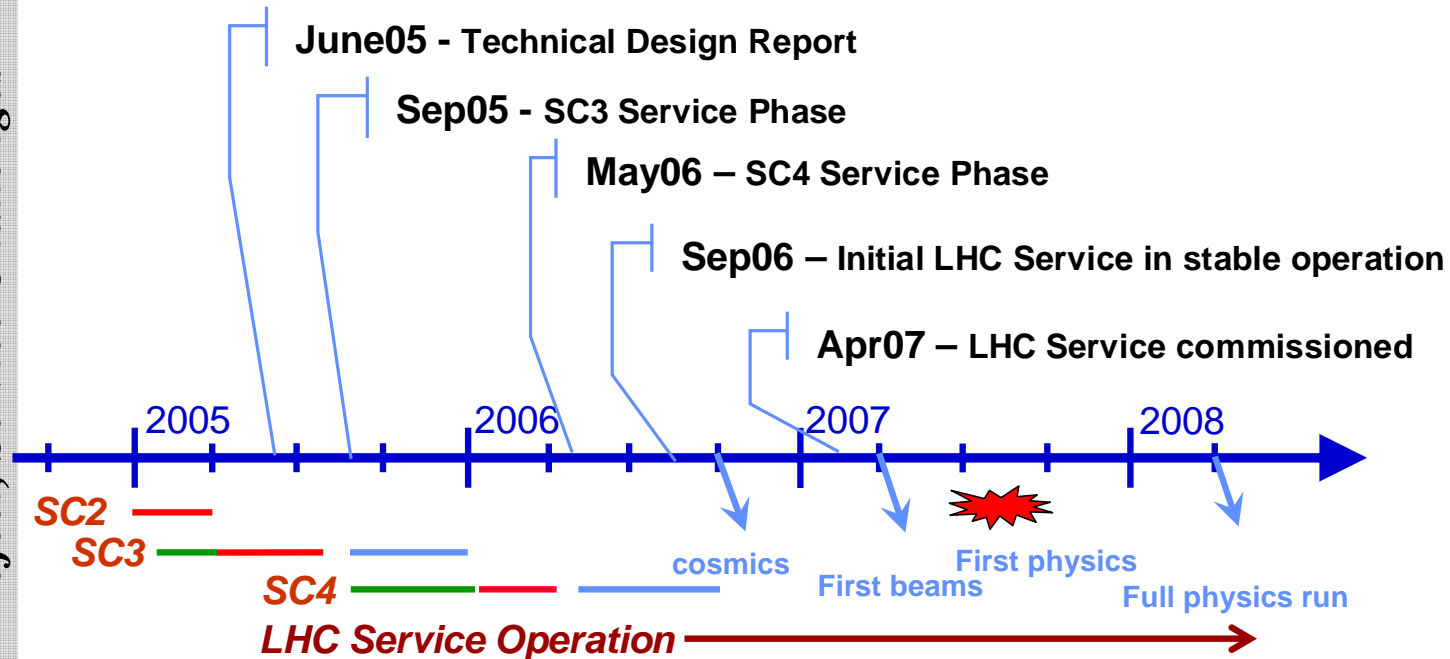 June05 - Technical Design Report
Sep05 - SC3 Service Phase
May06 – SC4 Service Phase
Sep06 – Initial LHC Service in stable operation
Apr07 – LHC Service commissioned
2005 2006 2007 2008
SC2
SC3
cosmics First physics
SC4 First beams Full physics run
LHC Service Operation